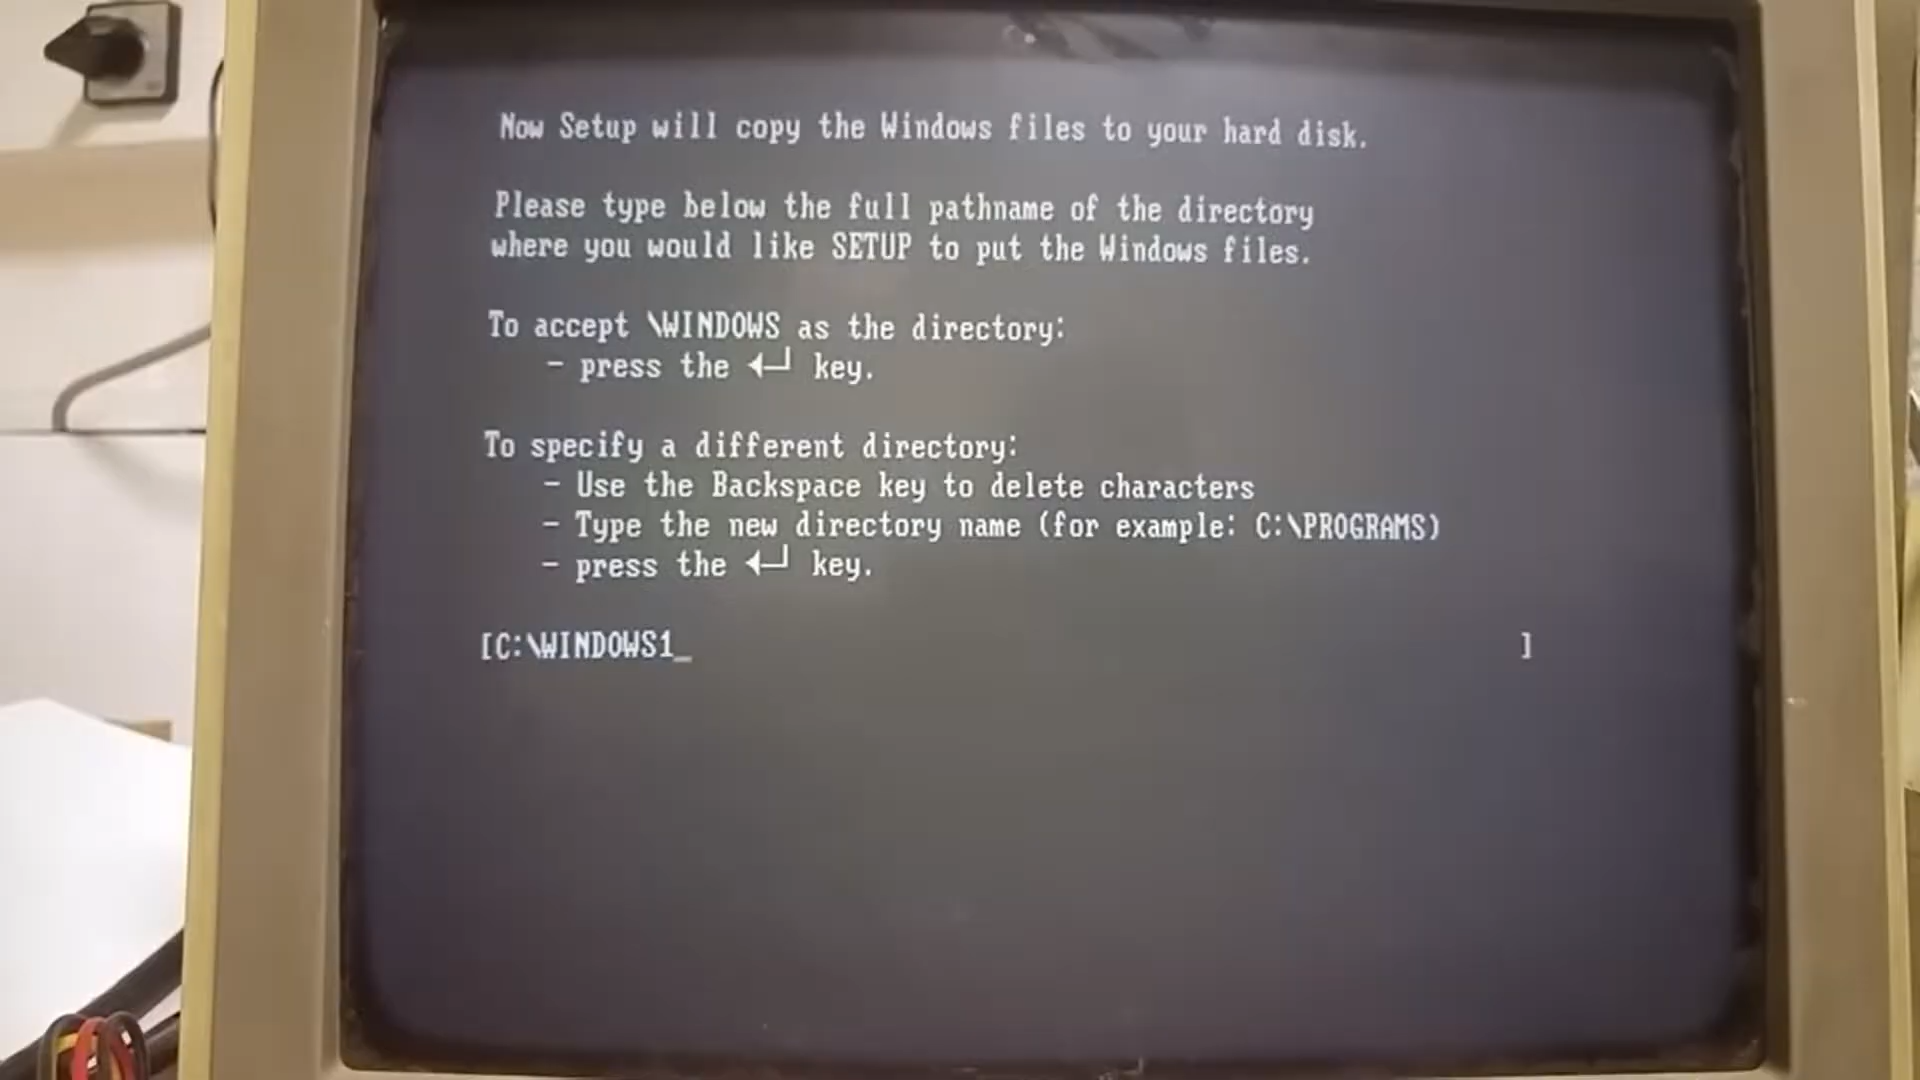 Now Setup will copy the Windows files to your hard disk.
Please type below the full pathname of the directory
where you would like SETUP to put the Windows files.
To accept \WINDOWS as the directory:
- press the ◄─┘ key.
To specify a different directory:
- Use the Backspace key to delete characters
- Type the new directory name (for example: C:\PROGRAMS)
- press the ◄─┘ key.
[C:\WINDOWS1_ ]